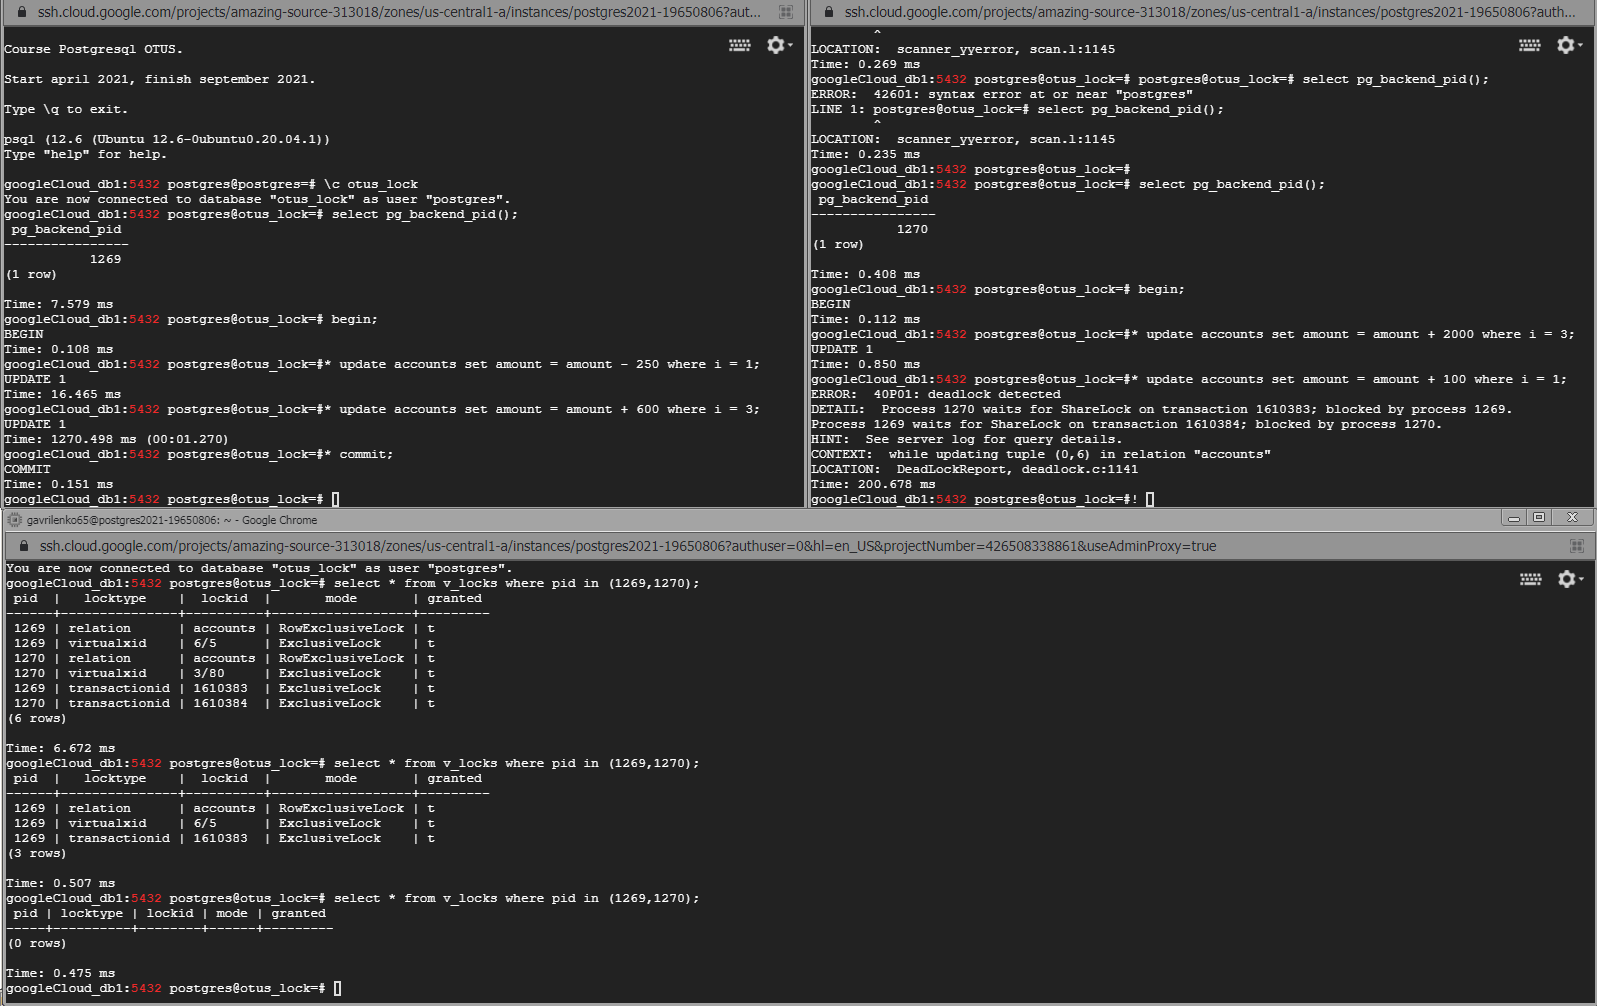 ssh.cloud.google.com/projects/amazing-source-313018/zones/us-central1-a/instances/postgres2021-19650806?aut...
Course Postgresql OTUS.
Start april 2021, finish september 2021.
Type \q to exit.
psql (12.6 (Ubuntu 12.6-0ubuntu0.20.04.1))
Type "help" for help.
googleCloud_db1:5432 postgres@postgres=# \c otus_lock
You are now connected to database "otus_lock" as user "postgres".
googleCloud_db1:5432 postgres@otus_lock=# select pg_backend_pid();
 pg_backend_pid
----------------
           1269
(1 row)
Time: 7.579 ms
googleCloud_db1:5432 postgres@otus_lock=# begin;
BEGIN
Time: 0.108 ms
googleCloud_db1:5432 postgres@otus_lock=#* update accounts set amount = amount - 250 where i = 1;
UPDATE 1
Time: 16.465 ms
googleCloud_db1:5432 postgres@otus_lock=#* update accounts set amount = amount + 600 where i = 3;
UPDATE 1
Time: 1270.498 ms (00:01.270)
googleCloud_db1:5432 postgres@otus_lock=#* commit;
COMMIT
Time: 0.151 ms
googleCloud_db1:5432 postgres@otus_lock=#
ssh.cloud.google.com/projects/amazing-source-313018/zones/us-central1-a/instances/postgres2021-19650806?auth...
        ^
LOCATION:  scanner_yyerror, scan.l:1145
Time: 0.269 ms
googleCloud_db1:5432 postgres@otus_lock=# postgres@otus_lock=# select pg_backend_pid();
ERROR:  42601: syntax error at or near "postgres"
LINE 1: postgres@otus_lock=# select pg_backend_pid();
        ^
LOCATION:  scanner_yyerror, scan.l:1145
Time: 0.235 ms
googleCloud_db1:5432 postgres@otus_lock=#
googleCloud_db1:5432 postgres@otus_lock=# select pg_backend_pid();
 pg_backend_pid
----------------
           1270
(1 row)
Time: 0.408 ms
googleCloud_db1:5432 postgres@otus_lock=# begin;
BEGIN
Time: 0.112 ms
googleCloud_db1:5432 postgres@otus_lock=#* update accounts set amount = amount + 2000 where i = 3;
UPDATE 1
Time: 0.850 ms
googleCloud_db1:5432 postgres@otus_lock=#* update accounts set amount = amount + 100 where i = 1;
ERROR:  40P01: deadlock detected
DETAIL:  Process 1270 waits for ShareLock on transaction 1610383; blocked by process 1269.
Process 1269 waits for ShareLock on transaction 1610384; blocked by process 1270.
HINT:  See server log for query details.
CONTEXT:  while updating tuple (0,6) in relation "accounts"
LOCATION:  DeadLockReport, deadlock.c:1141
Time: 200.678 ms
googleCloud_db1:5432 postgres@otus_lock=#!
gavrilenko65@postgres2021-19650806: ~ - Google Chrome
ssh.cloud.google.com/projects/amazing-source-313018/zones/us-central1-a/instances/postgres2021-19650806?authuser=0&hl=en_US&projectNumber=426508338861&useAdminProxy=true
You are now connected to database "otus_lock" as user "postgres".
googleCloud_db1:5432 postgres@otus_lock=# select * from v_locks where pid in (1269,1270);
 pid  |   locktype    |  lockid  |       mode       | granted
------+---------------+----------+------------------+---------
 1269 | relation      | accounts | RowExclusiveLock | t
 1269 | virtualxid    | 6/5      | ExclusiveLock    | t
 1270 | relation      | accounts | RowExclusiveLock | t
 1270 | virtualxid    | 3/80     | ExclusiveLock    | t
 1269 | transactionid | 1610383  | ExclusiveLock    | t
 1270 | transactionid | 1610384  | ExclusiveLock    | t
(6 rows)
Time: 6.672 ms
googleCloud_db1:5432 postgres@otus_lock=# select * from v_locks where pid in (1269,1270);
 pid  |   locktype    |  lockid  |       mode       | granted
------+---------------+----------+------------------+---------
 1269 | relation      | accounts | RowExclusiveLock | t
 1269 | virtualxid    | 6/5      | ExclusiveLock    | t
 1269 | transactionid | 1610383  | ExclusiveLock    | t
(3 rows)
Time: 0.507 ms
googleCloud_db1:5432 postgres@otus_lock=# select * from v_locks where pid in (1269,1270);
 pid | locktype | lockid | mode | granted
-----+----------+--------+------+---------
(0 rows)
Time: 0.475 ms
googleCloud_db1:5432 postgres@otus_lock=#